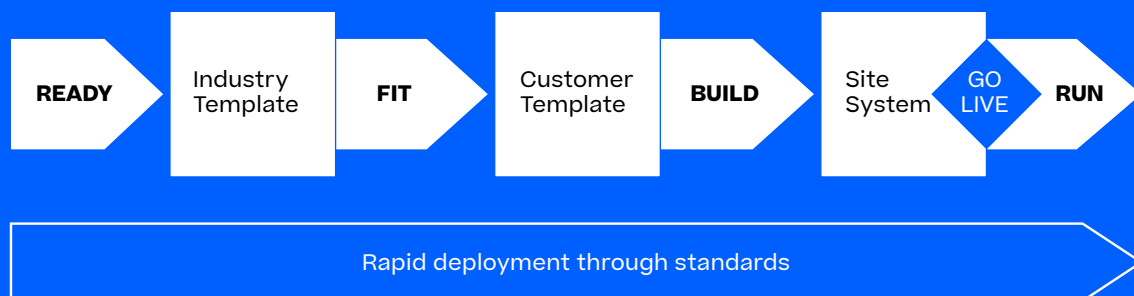 READY
Industry
Template
FIT
Customer
Template
BUILD
Site
System
GO
LIVE
RUN
Rapid deployment through standards